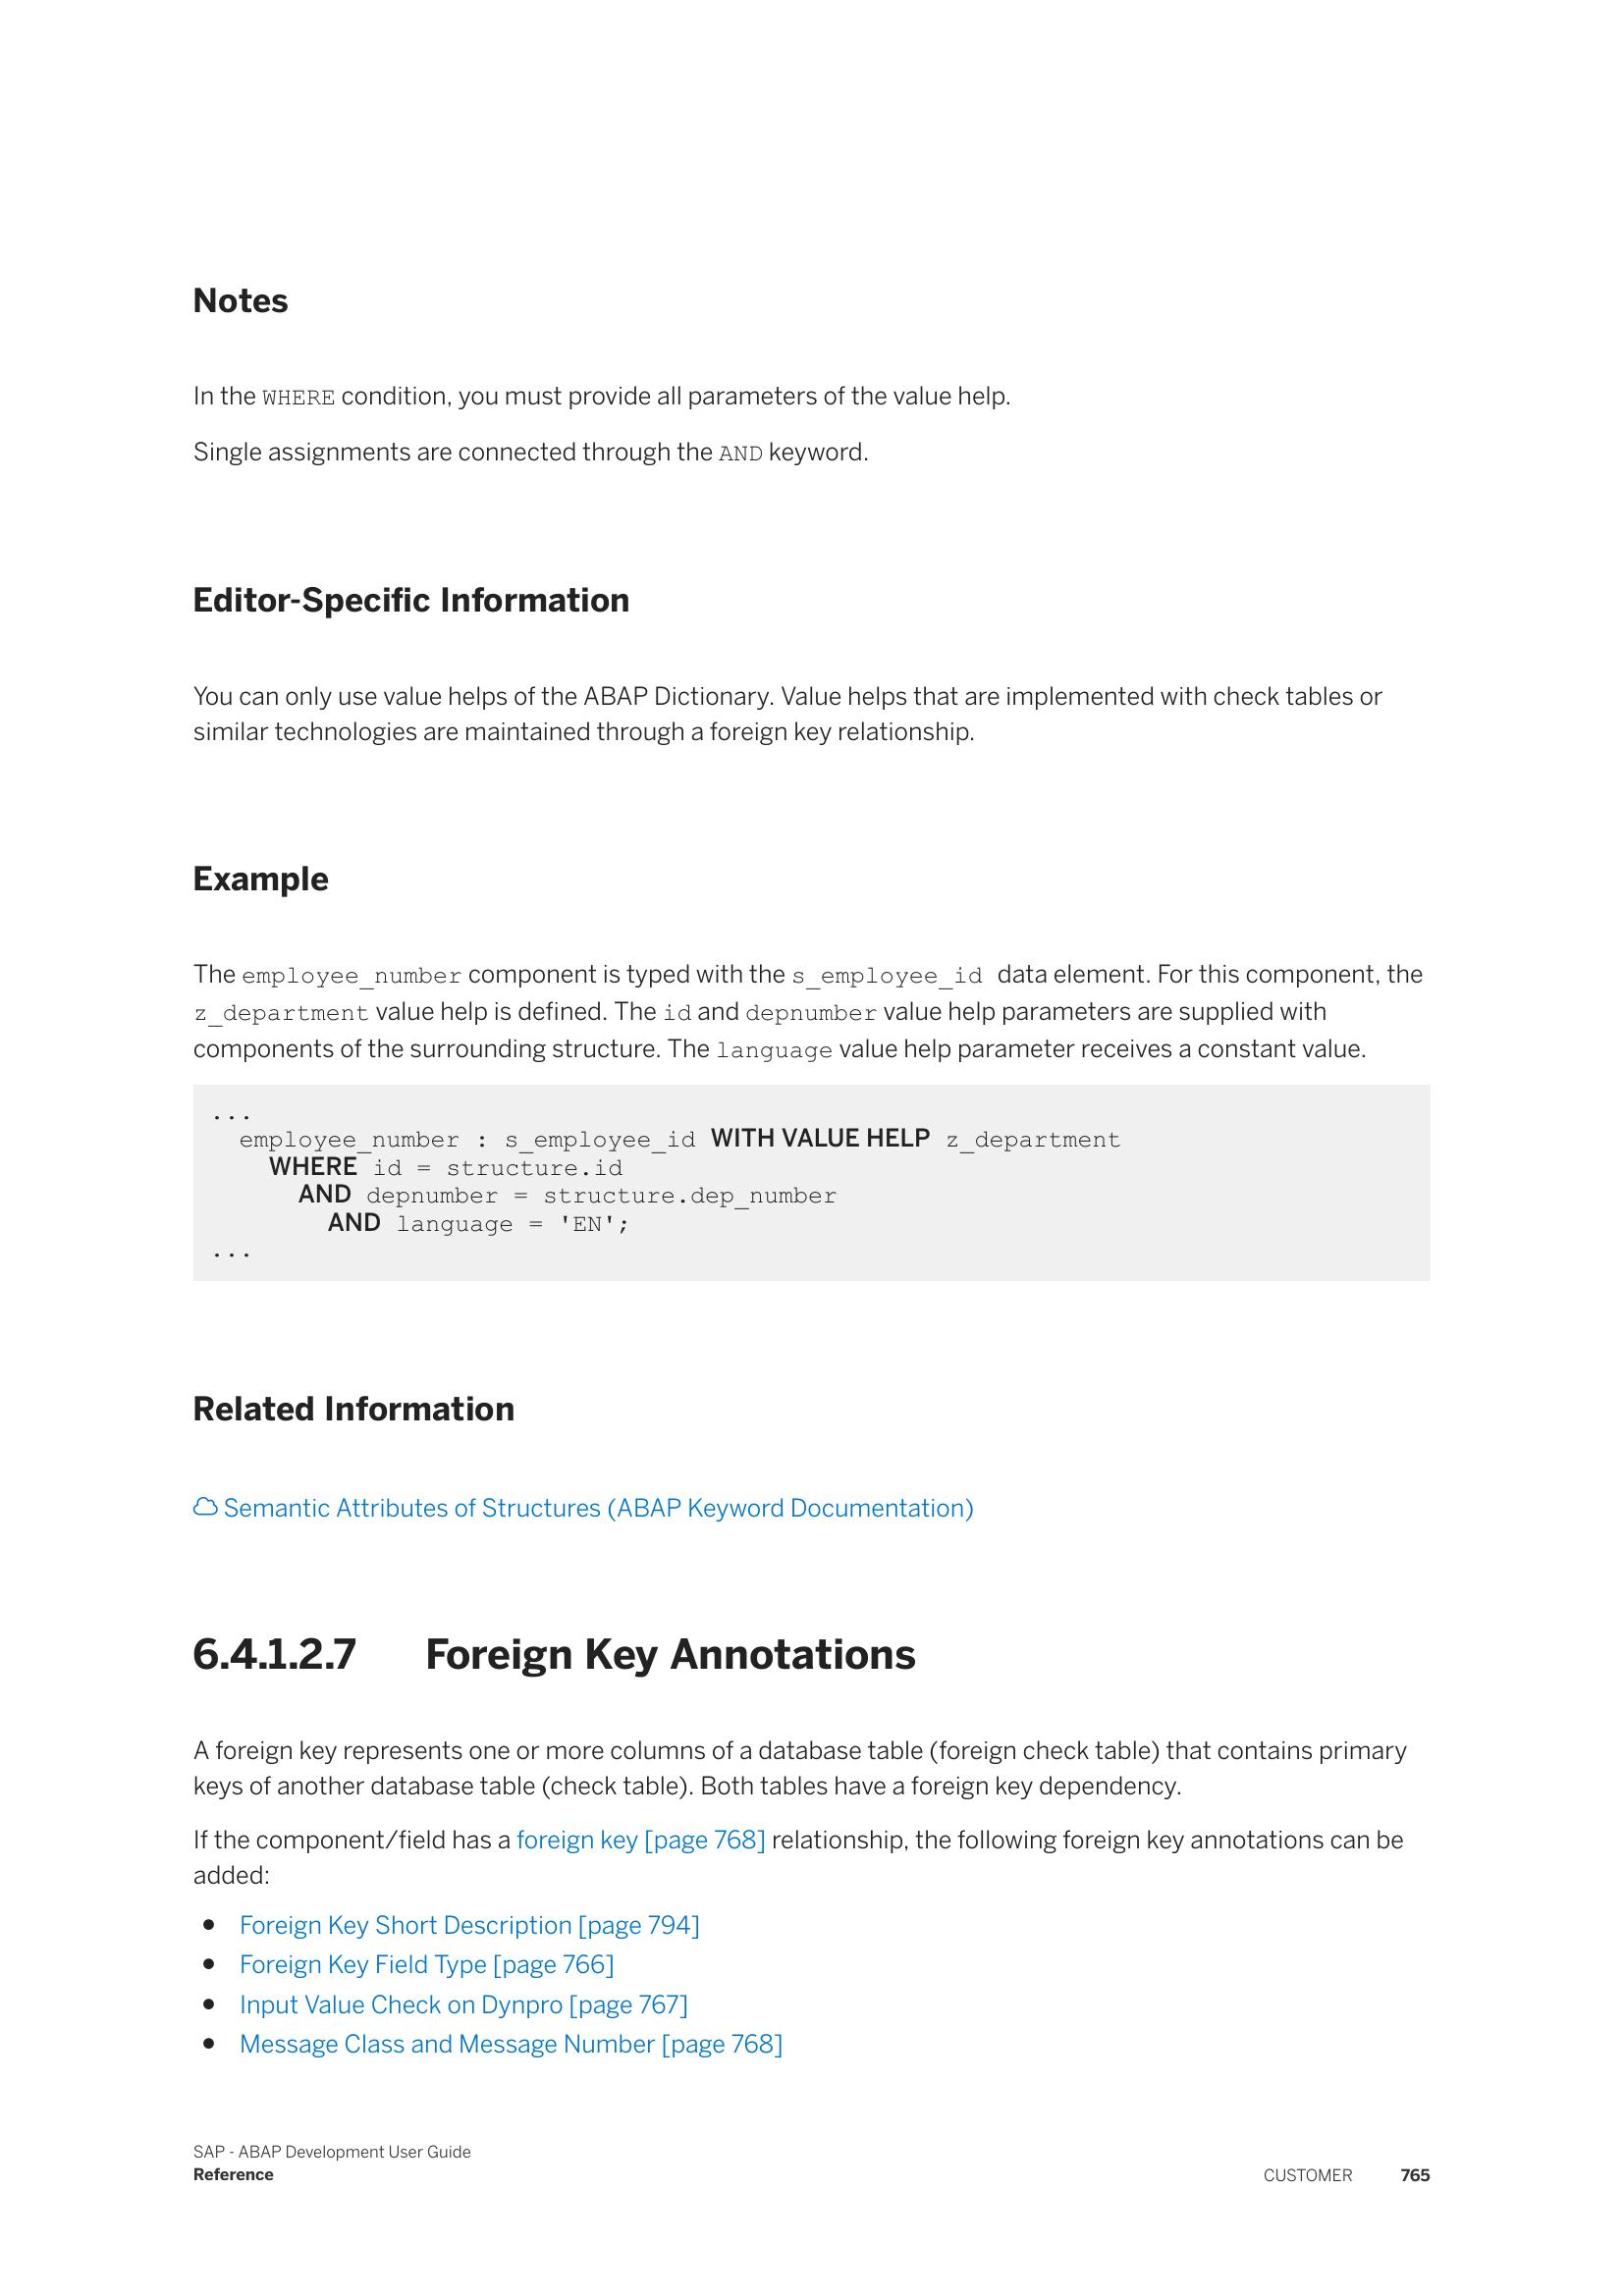 Notes
In the WHERE condition, you must provide all parameters of the value help.
Single assignments are connected through the AND keyword.
Editor-Specific Information
You can only use value helps of the ABAP Dictionary. Value helps that are implemented with check tables or
similar technologies are maintained through a foreign key relationship.
Example
The employee_number component is typed with the s_employee_id data element. For this component, the
z_department value help is defined. The id and depnumber value help parameters are supplied with
components of the surrounding structure. The language value help parameter receives a constant value.
...
employee_number : s_employee_id WITH VALUE HELP z_department
WHERE id = structure.id
AND depnumber = structure.dep_number
AND language = 'EN';
...
Related Information
Semantic Attributes of Structures (ABAP Keyword Documentation)
6.4.1.2.7 Foreign Key Annotations
A foreign key represents one or more columns of a database table (foreign check table) that contains primary
keys of another database table (check table). Both tables have a foreign key dependency.
If the component/field has a foreign key [page 768] relationship, the following foreign key annotations can be
added:
• Foreign Key Short Description [page 794]
• Foreign Key Field Type [page 766]
• Input Value Check on Dynpro [page 767]
• Message Class and Message Number [page 768]
SAP - ABAP Development User Guide
Reference
CUSTOMER 765